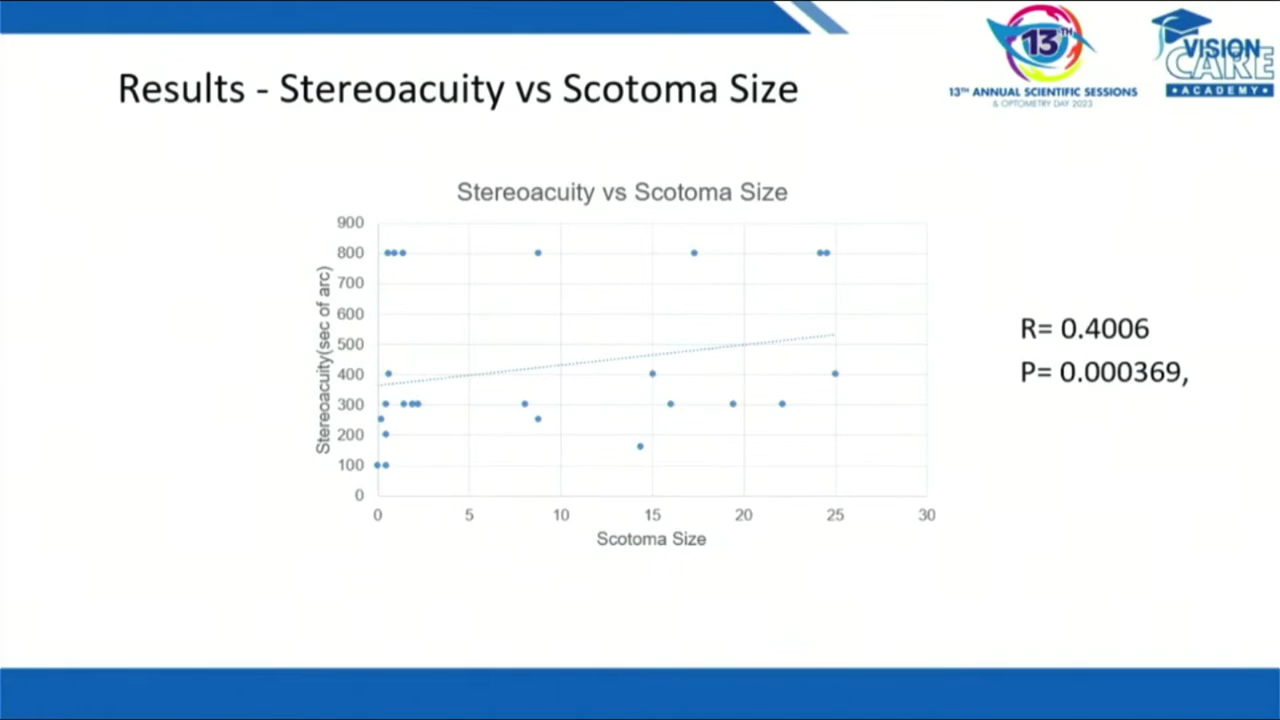 13TH
13TH ANNUAL SCIENTIFIC SESSIONS
& OPTOMETRY DAY 2023
VISION
CARE
•ACADEMY•
Results - Stereoacuity vs Scotoma Size
Stereoacuity vs Scotoma Size
Stereoacuity(sec of arc)
900
800
700
600
500
400
300
200
100
0
0 5 10 15 20 25 30
Scotoma Size
R= 0.4006
P= 0.000369,